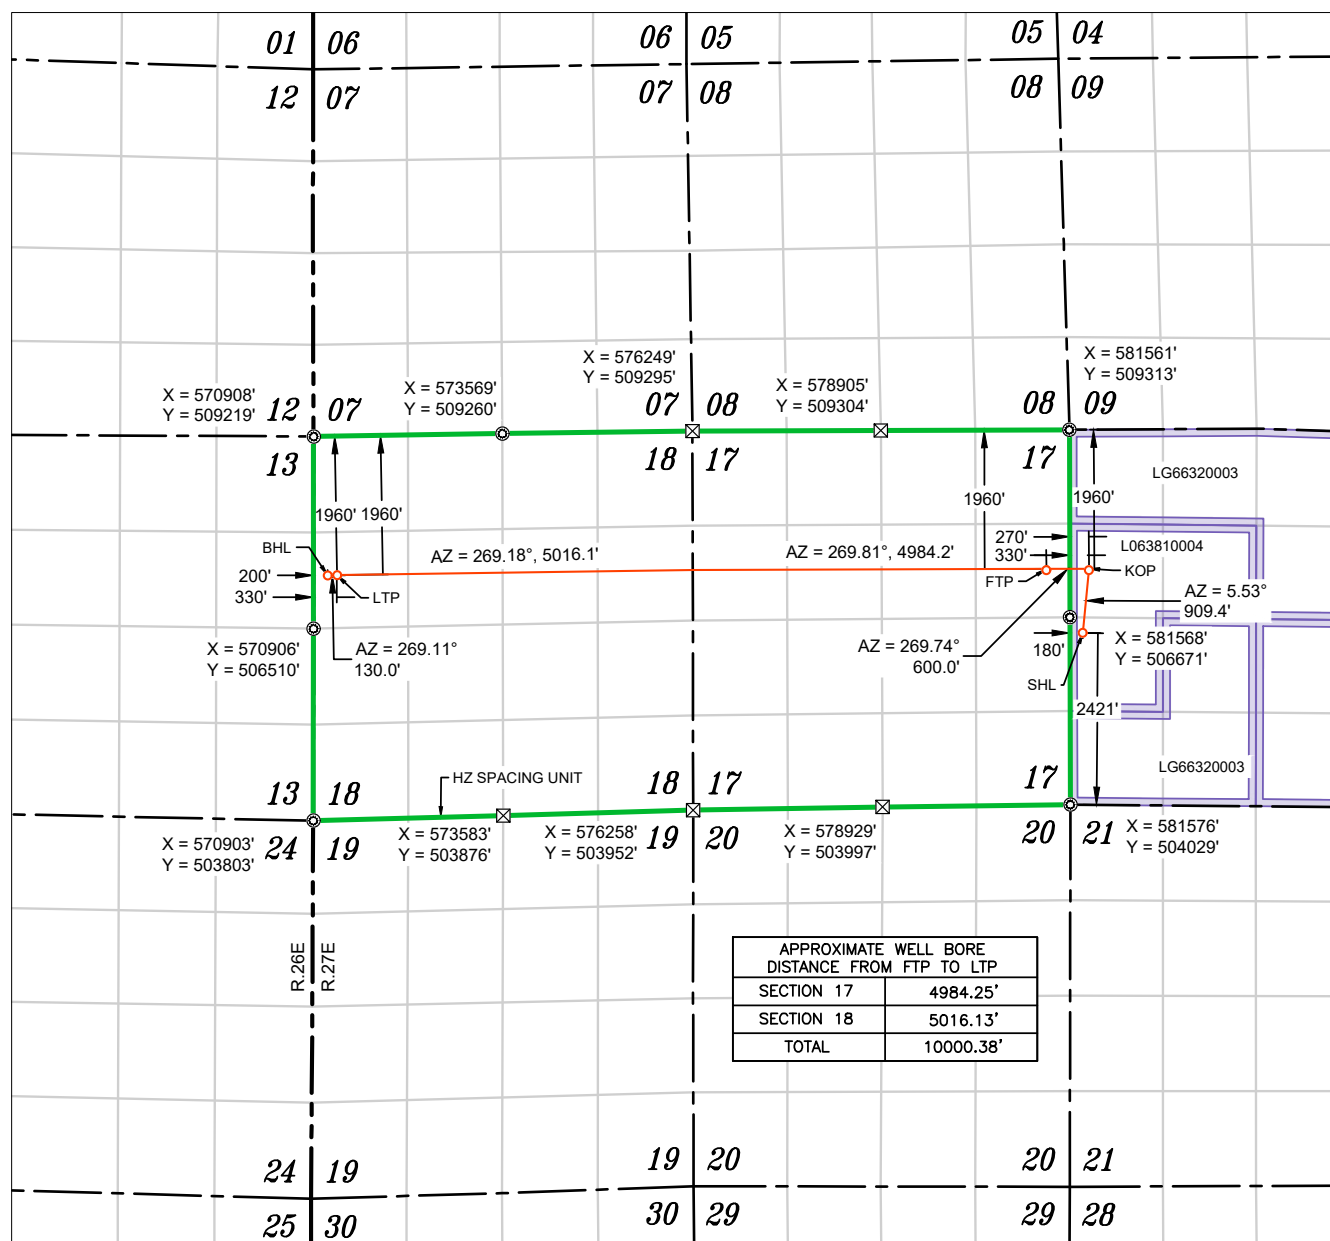 01 06
06 05
05 04
12 07
07 08
08 09
X = 576249'
Y = 509295'
X = 581561'
Y = 509313'
X = 570908'
Y = 509219'
X = 573569'
Y = 509260'
X = 578905'
Y = 509304'
12 07
07 08
08 09
13
18 17
17
LG66320003
1960'
1960'
1960'
1960'
270'
330'
L063810004
BHL
AZ = 269.18°, 5016.1'
AZ = 269.81°, 4984.2'
FTP
KOP
200'
330'
LTP
AZ = 5.53°
909.4'
X = 570906'
Y = 506510'
AZ = 269.11°
130.0'
AZ = 269.74°
600.0'
180'
X = 581568'
Y = 506671'
SHL
2421'
13 18
HZ SPACING UNIT
18 17
17
LG66320003
X = 570903'
Y = 503803'
24 19
X = 573583'
Y = 503876'
X = 576258'
Y = 503952'
19 20
X = 578929'
Y = 503997'
20 21
X = 581576'
Y = 504029'
R.26E
R.27E
APPROXIMATE WELL BORE
DISTANCE FROM FTP TO LTP
SECTION 17 4984.25'
SECTION 18 5016.13'
TOTAL 10000.38'
24 19
19 20
20 21
25 30
30 29
29 28